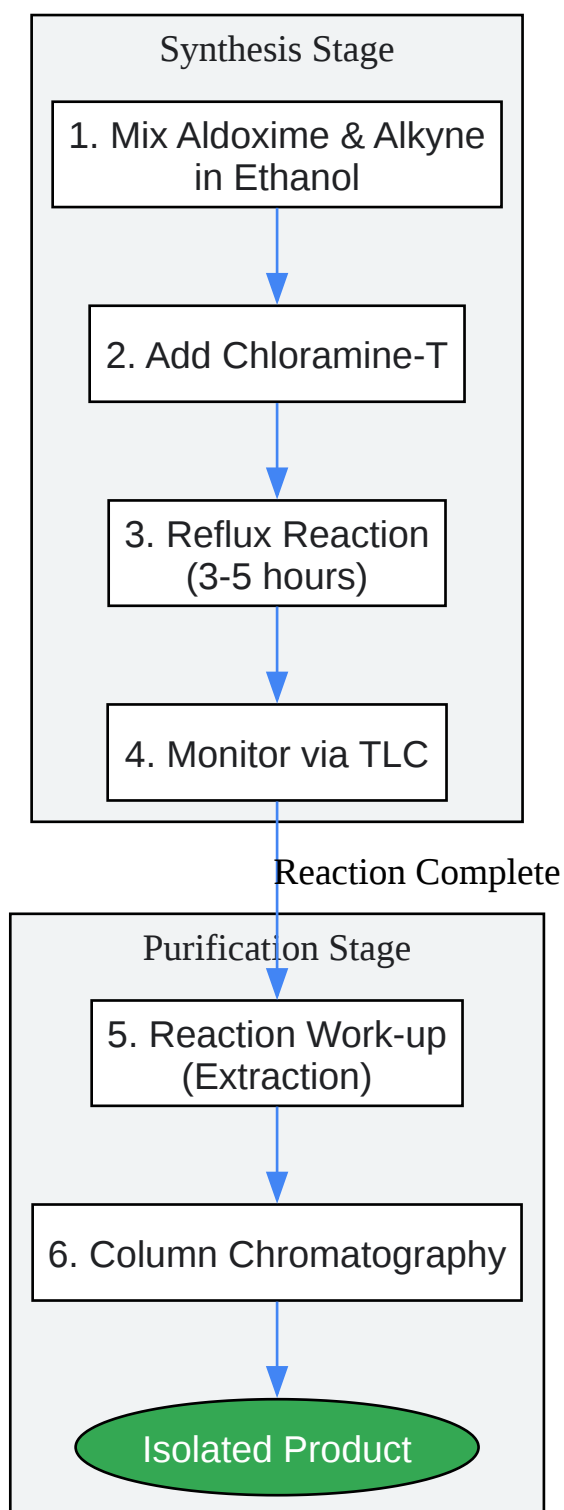 Synthesis Stage
1. Mix Aldoxime & Alkyne
in Ethanol
2. Add Chloramine-T
3. Reflux Reaction
(3-5 hours)
4. Monitor via TLC
Reaction Complete
Purification Stage
5. Reaction Work-up
(Extraction)
6. Column Chromatography
Isolated Product